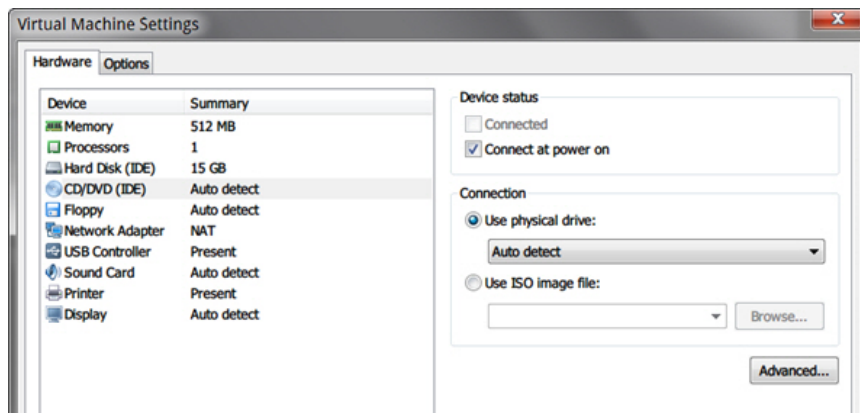 Virtual Machine Settings
x
Hardware Options
Device Summary
Memory 512 MB
Processors 1
Hard Disk (IDE) 15 GB
CD/DVD (IDE) Auto detect
Floppy Auto detect
Network Adapter NAT
USB Controller Present
Sound Card Auto detect
Printer Present
Display Auto detect
Device status
Connected
Connect at power on
Connection
Use physical drive:
Auto detect
Use ISO image file:
Browse...
Advanced...